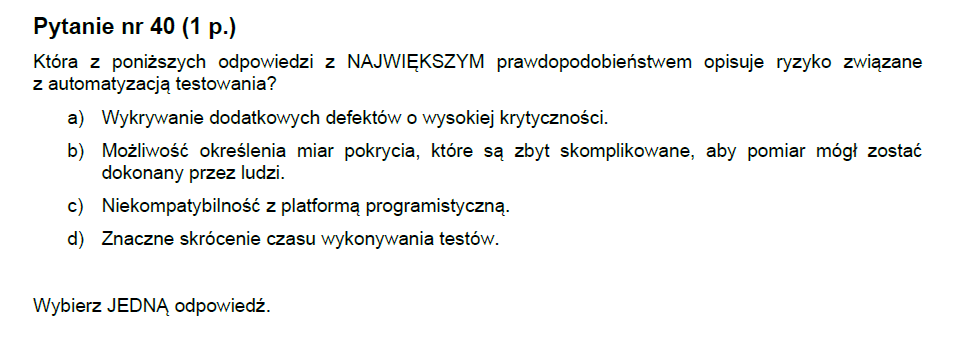 Pytanie nr 40 (1 p.)
Która z poniższych odpowiedzi z NAJWIĘKSZYM prawdopodobieństwem opisuje ryzyko związane
z automatyzacją testowania?
a) Wykrywanie dodatkowych defektów o wysokiej krytyczności.
b) Możliwość określenia miar pokrycia, które są zbyt skomplikowane, aby pomiar mógł zostać
dokonany przez ludzi.
c) Niekompatybilność z platformą programistyczną.
d) Znaczne skrócenie czasu wykonywania testów.
Wybierz JEDNĄ odpowiedź.